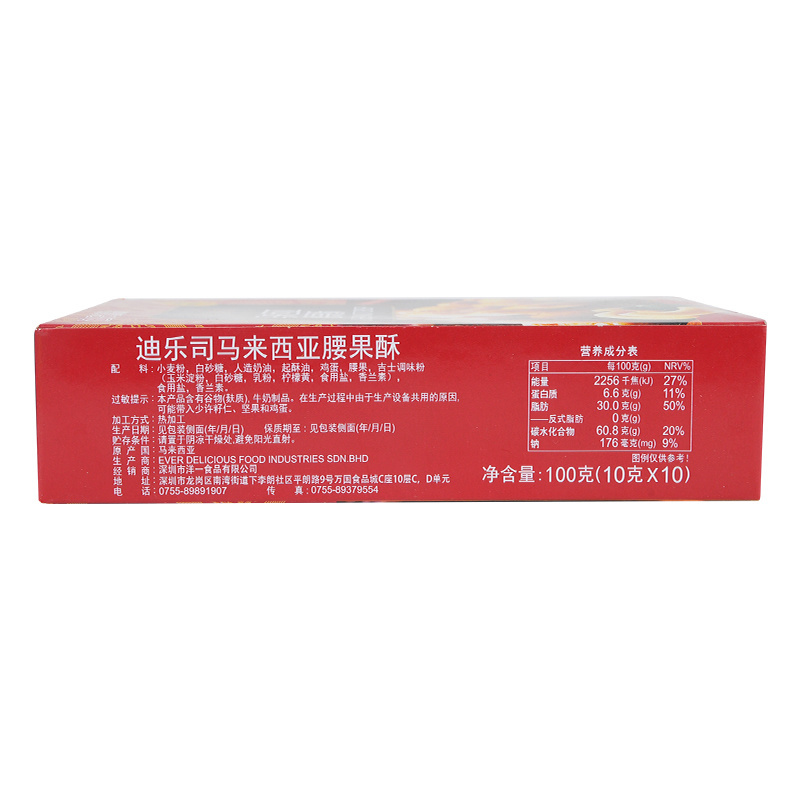 迪乐司马来西亚腰果酥
配　料：小麦粉，白砂糖，人造奶油，起酥油，鸡蛋，腰果，吉士调味粉
（玉米淀粉，白砂糖，乳粉，柠檬黄，食用盐，香兰素），
食用盐，香兰素。
过敏提示：本产品含有谷物(麸质)，牛奶制品。在生产过程中由于生产设备共用的原因，
可能带入少许籽仁、坚果和鸡蛋。
加工方式：热加工
生产日期：见包装侧面(年/月/日)　保质期至：见包装侧面(年/月/日)
贮存条件：请置于阴凉干燥处,避免阳光直射。
原产国：马来西亚
生产商：EVER DELICIOUS FOOD INDUSTRIES SDN.BHD
经销商：深圳市洋一食品有限公司
地　址：深圳市龙岗区南湾街道下李朗社区平朗路9号万国食品城C座10层C，D单元
电　话：0755-89891907　传　真：0755-89379554
营养成分表
项目　每100克(g)　NRV%
能量　2256 千焦(kJ)　27%
蛋白质　6.6 克(g)　11%
脂肪　30.0 克(g)　50%
——反式脂肪　0 克(g)
碳水化合物　60.8 克(g)　20%
钠　176 毫克(mg)　9%
图例仅供参考！
净含量：100克(10克X10)